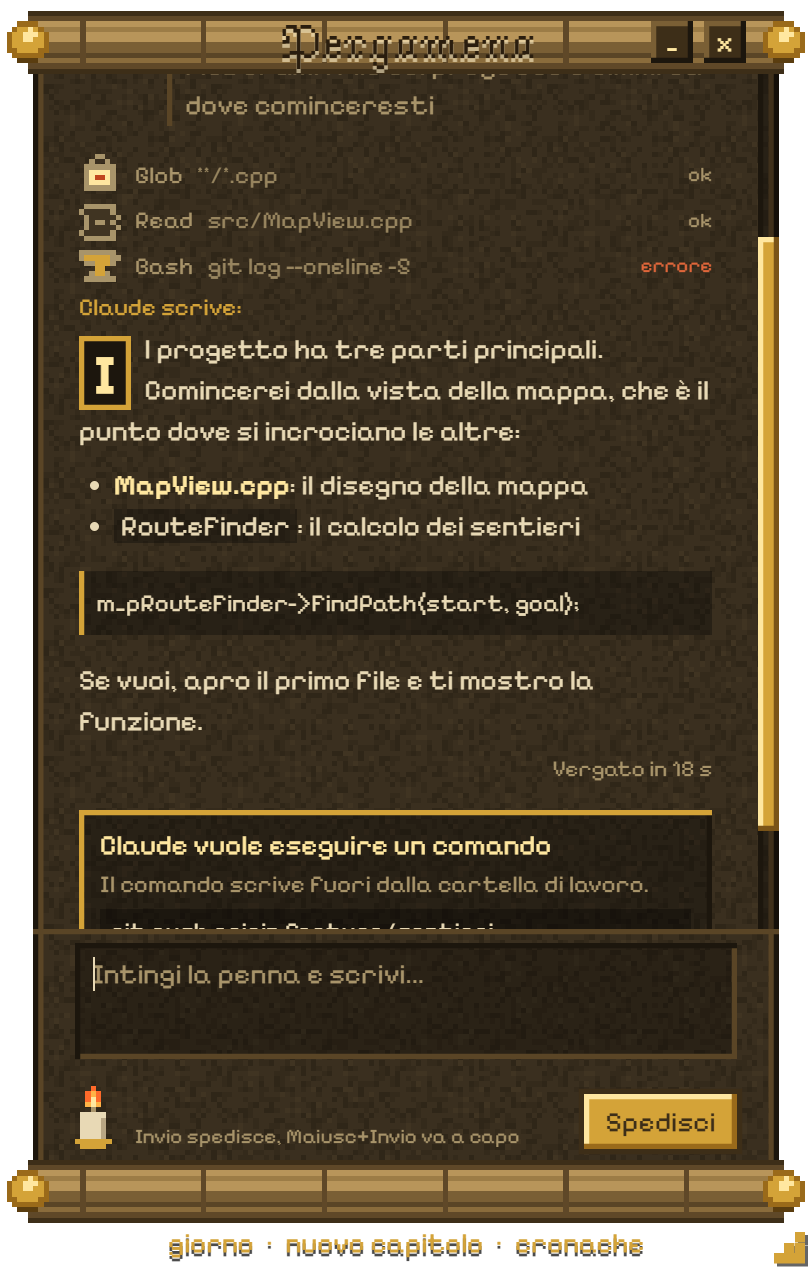 Pergamena
_ x
dove cominceresti
Glob **/*.cpp ok
Read src/MapView.cpp ok
Bash git log --oneline -8 errore
Claude scrive:
I l progetto ha tre parti principali.
Comincerei dalla vista della mappa, che è il
punto dove si incrociano le altre:
• MapView.cpp: il disegno della mappa
• RouteFinder : il calcolo dei sentieri
m_pRouteFinder->FindPath(start, goal);
Se vuoi, apro il primo file e ti mostro la
funzione.
Vergato in 18 s
Claude vuole eseguire un comando
Il comando scrive fuori dalla cartella di lavoro.
Intingi la penna e scrivi...
Invio spedisce, Maiusc+Invio va a capo
Spedisci
giorno · nuovo capitolo · cronache